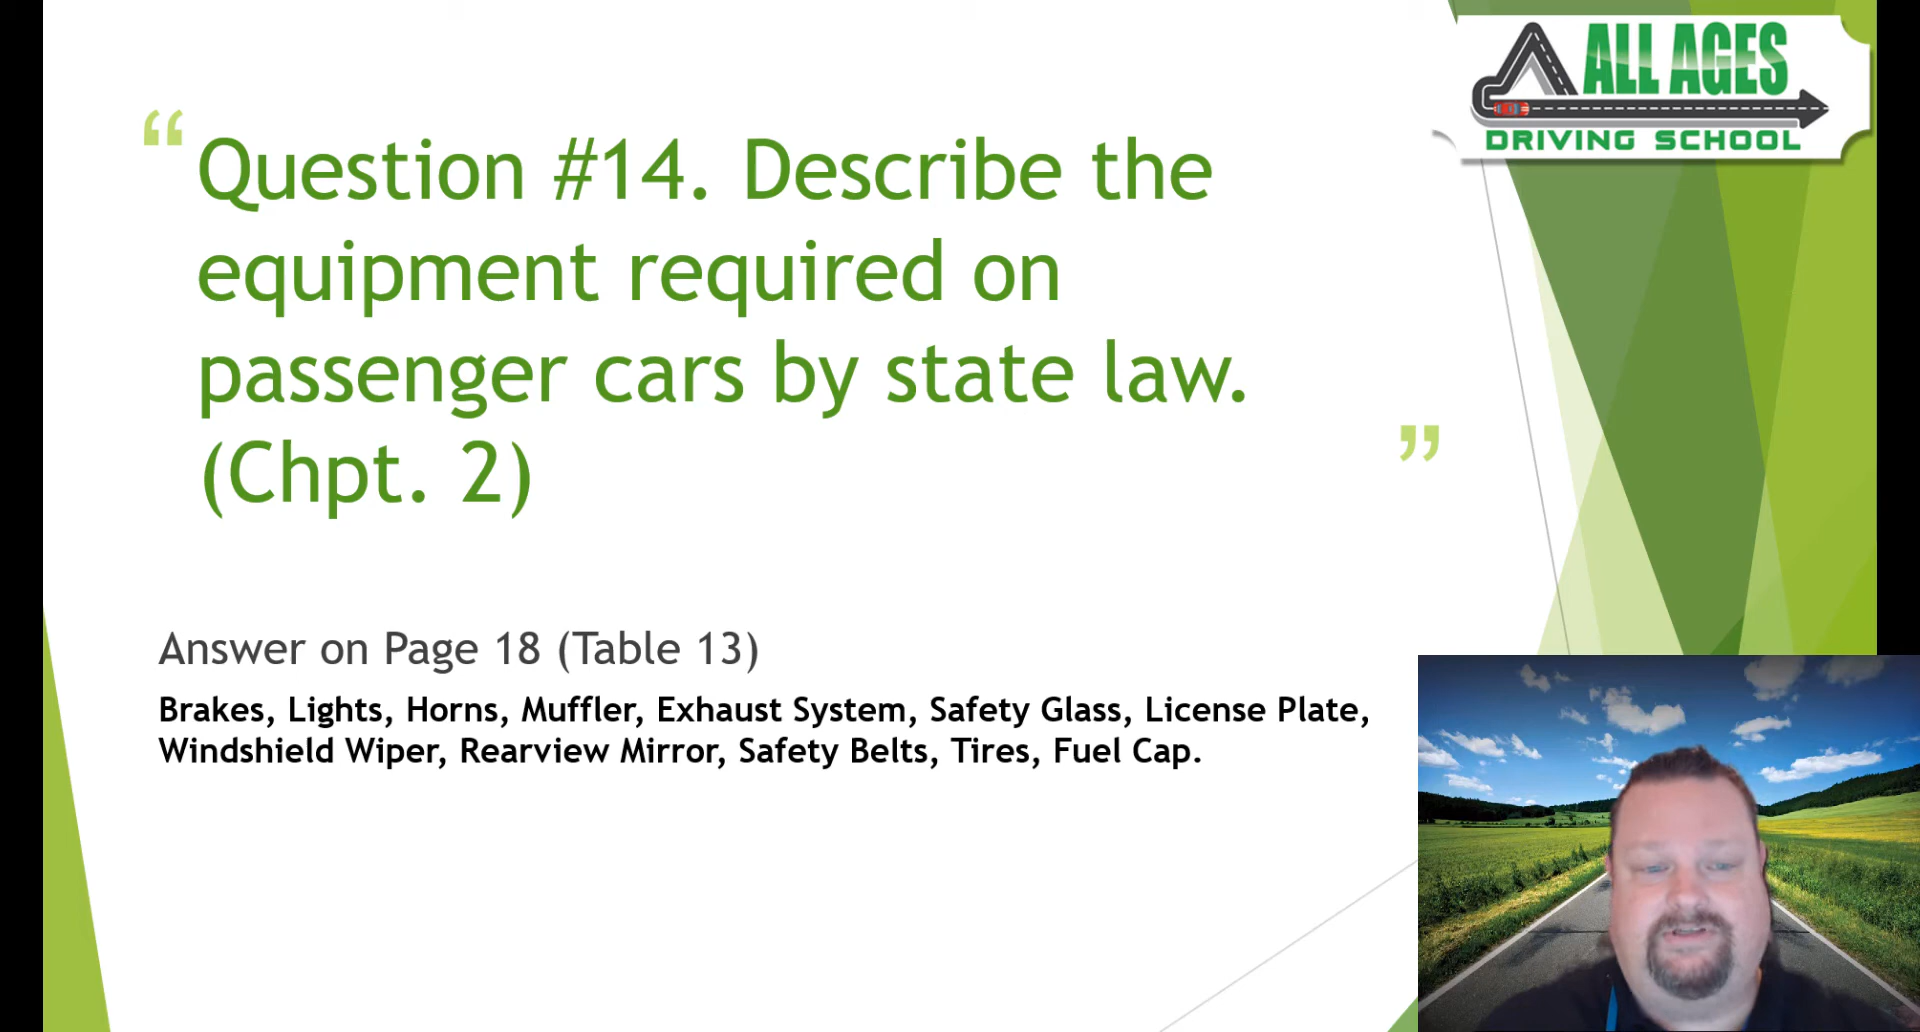 ALL AGES
DRIVING SCHOOL
“Question #14. Describe the
equipment required on
passenger cars by state law.
(Chpt. 2)”
Answer on Page 18 (Table 13)
Brakes, Lights, Horns, Muffler, Exhaust System, Safety Glass, License Plate,
Windshield Wiper, Rearview Mirror, Safety Belts, Tires, Fuel Cap.